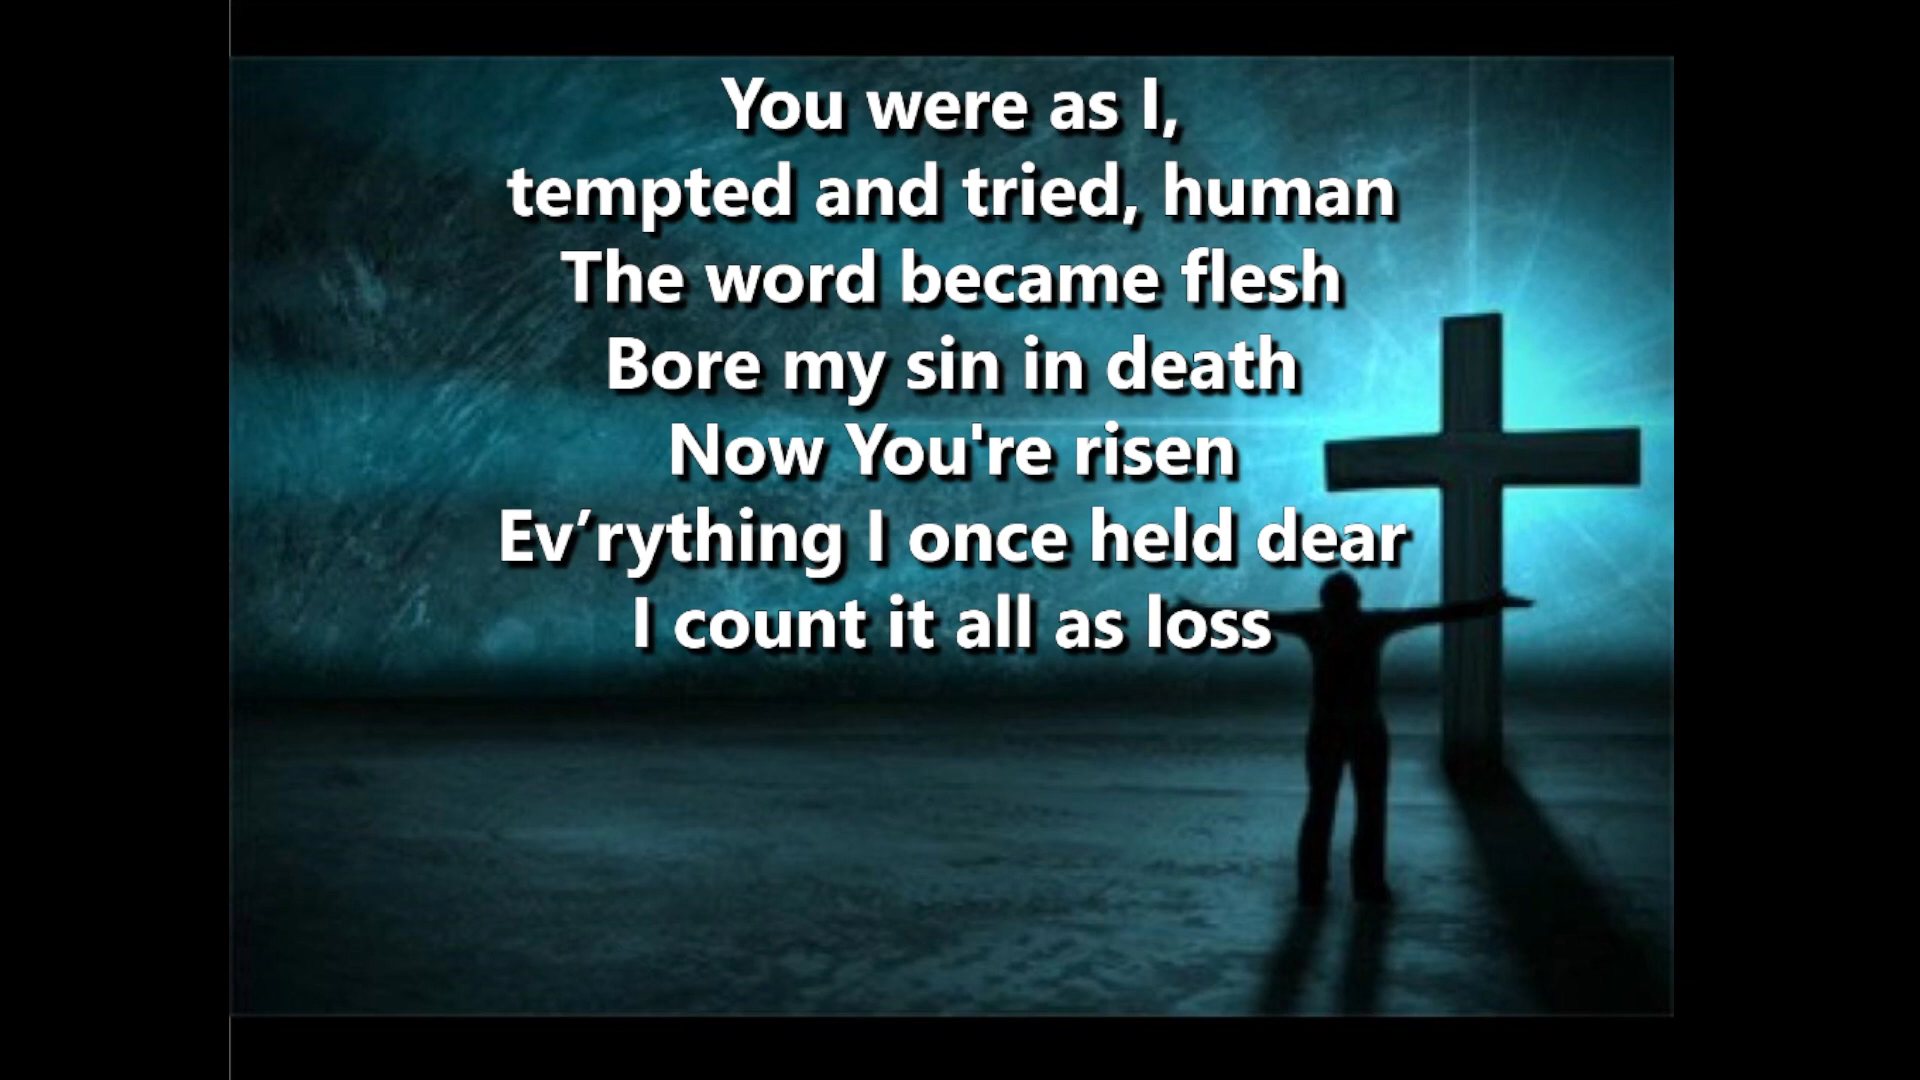 You were as I,
tempted and tried, human
The word became flesh
Bore my sin in death
Now You're risen
Ev’rything I once held dear
I count it all as loss